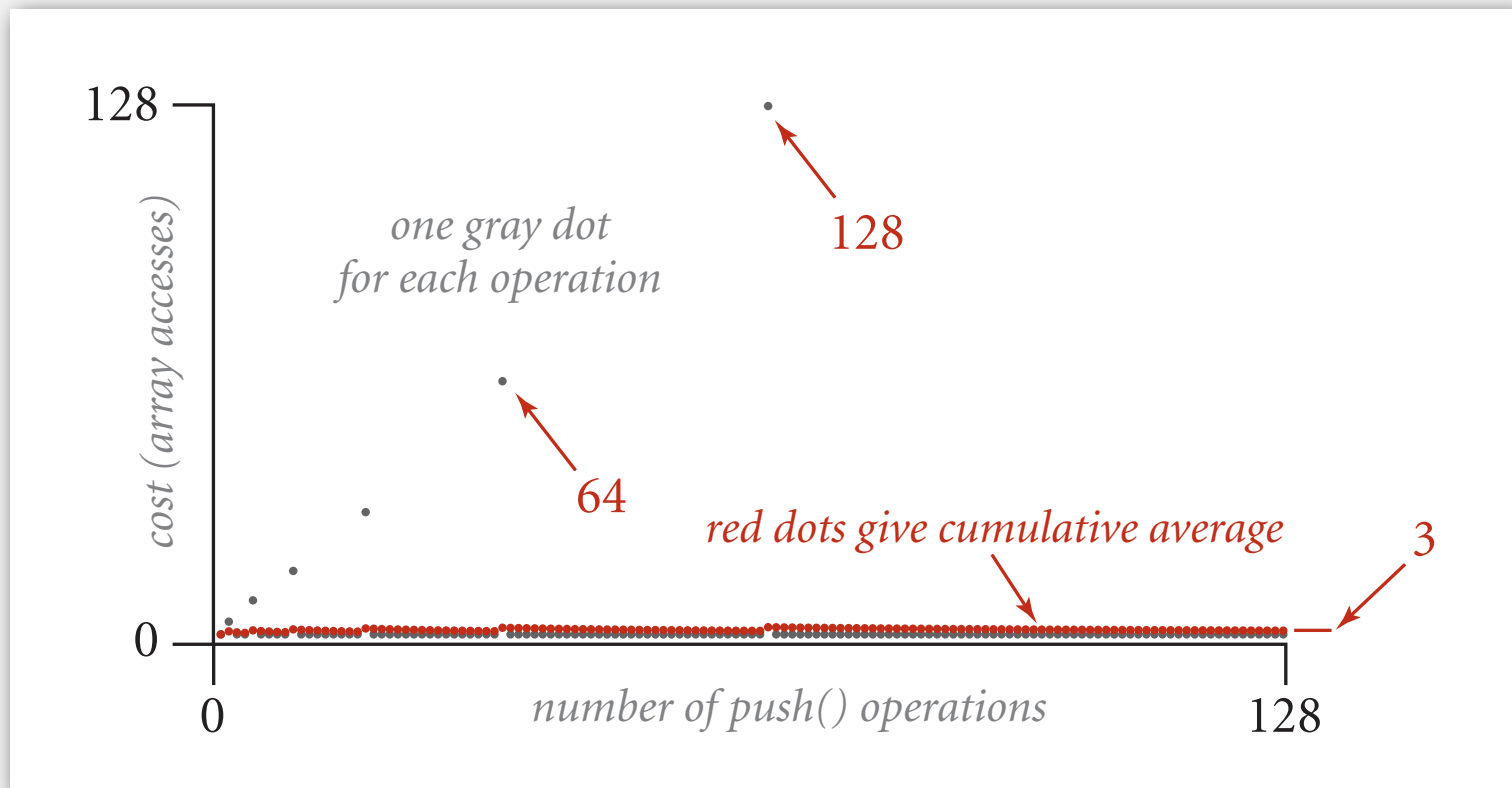 128
cost (array accesses)
one gray dot
for each operation
128
64
red dots give cumulative average
3
0
0
number of push() operations
128